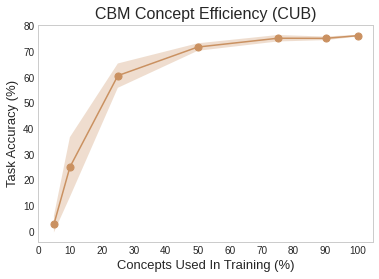 CBM Concept Efficiency (CUB)
80
70
60
50
40
30
20
10
0
Task Accuracy (%)
0 10 20 30 40 50 60 70 80 90 100
Concepts Used In Training (%)